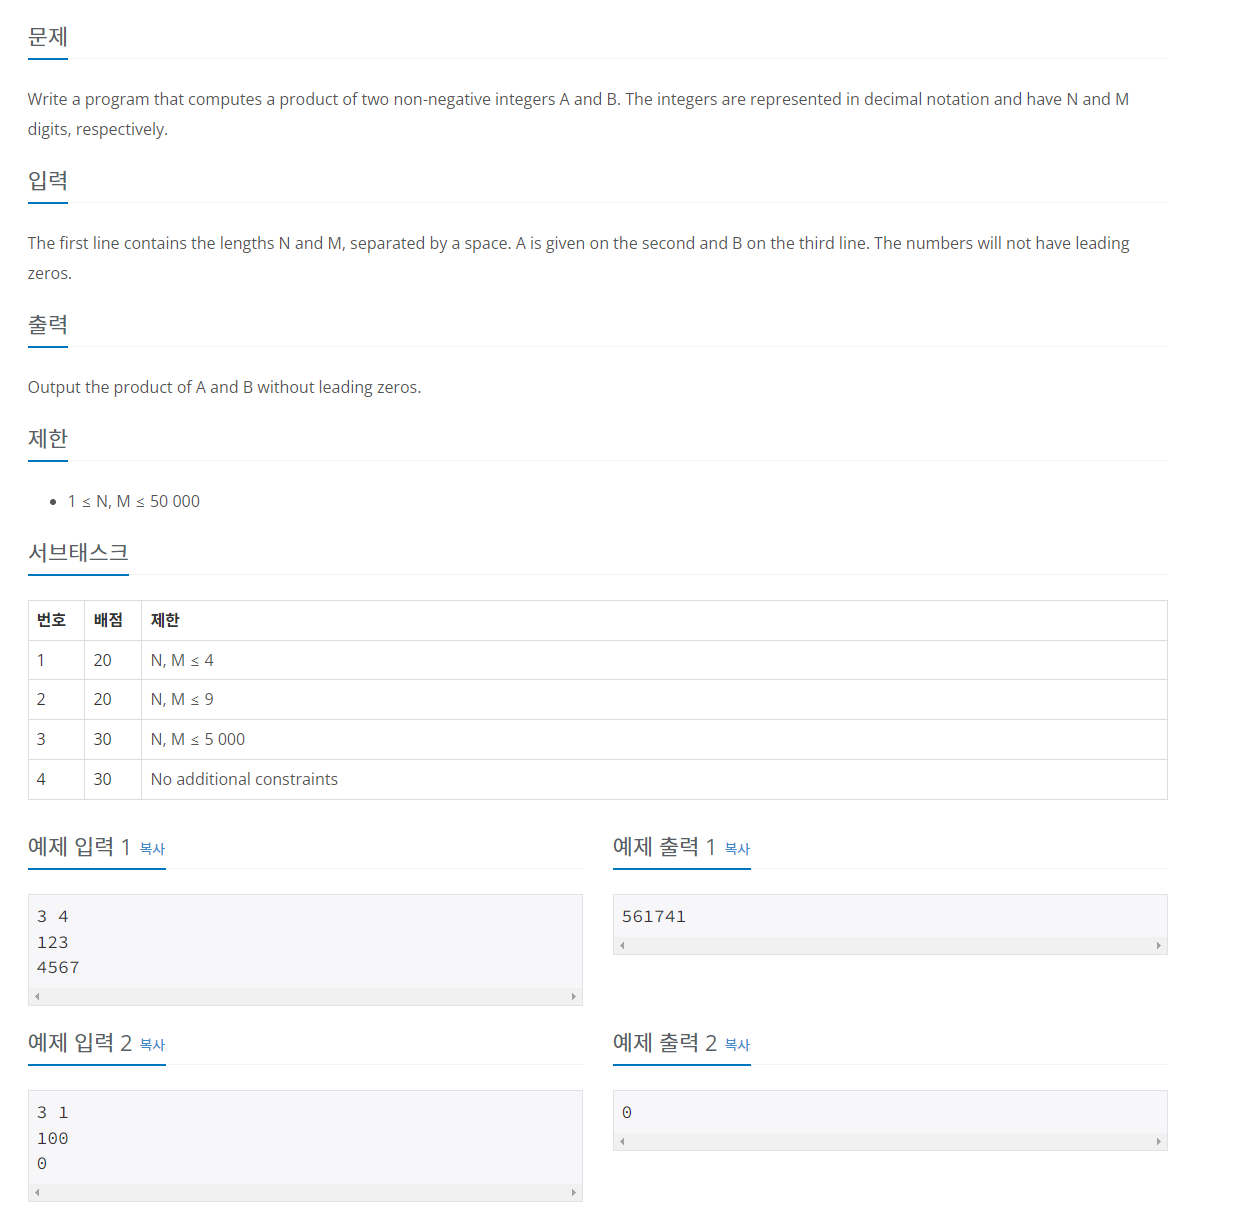 문제
Write a program that computes a product of two non-negative integers A and B. The integers are represented in decimal notation and have N and M
digits, respectively.
입력
The first line contains the lengths N and M, separated by a space. A is given on the second and B on the third line. The numbers will not have leading
zeros.
출력
Output the product of A and B without leading zeros.
제한
• 1 ≤ N, M ≤ 50 000
서브태스크
번호 배점 제한
1 20 N, M ≤ 4
2 20 N, M ≤ 9
3 30 N, M ≤ 5 000
4 30 No additional constraints
예제 입력 1 복사
3 4
123
4567
예제 출력 1 복사
561741
예제 입력 2 복사
3 1
100
0
예제 출력 2 복사
0